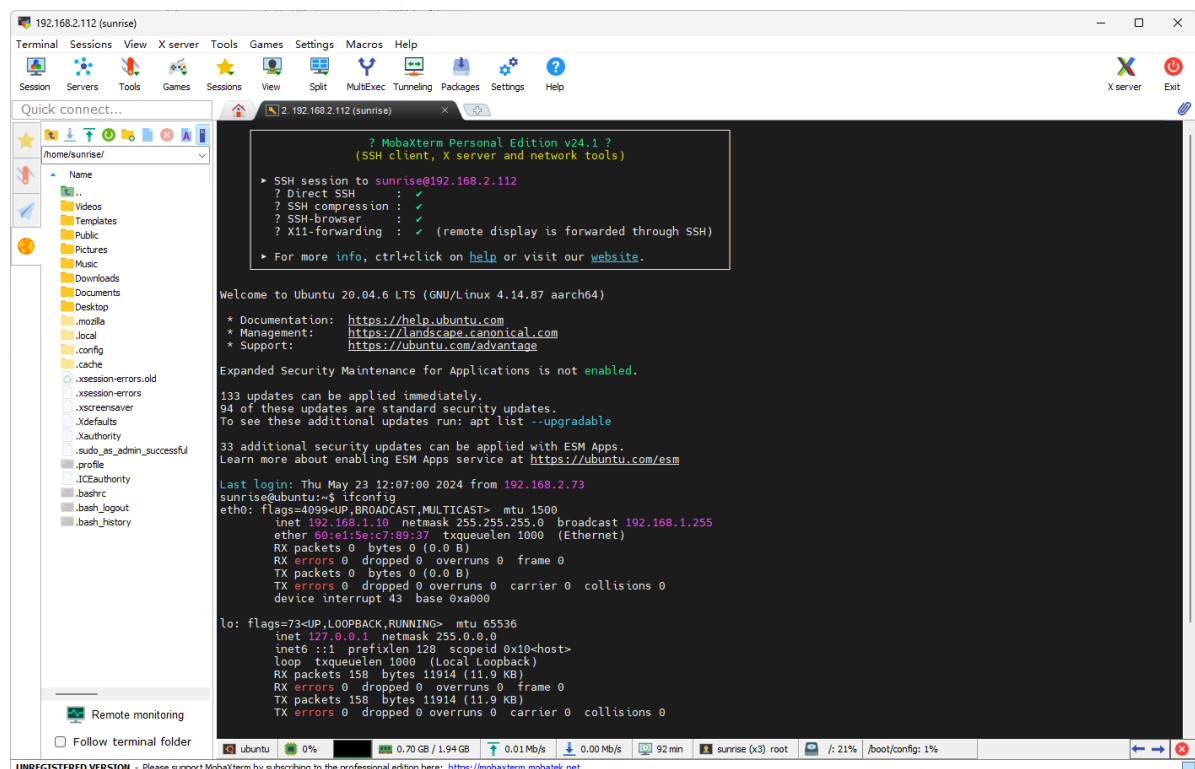 192.168.2.112 (sunrise)
Terminal Sessions View X server Tools Games Settings Macros Help
Session Servers Tools Games Sessions View Split MultiExec Tunneling Packages Settings Help X server Exit
Quick connect...
2. 192.168.2.112 (sunrise)
/home/sunrise/
Name
..
Videos
Templates
Public
Pictures
Music
Downloads
Documents
Desktop
.mozilla
.local
.config
.cache
.xsession-errors.old
.xsession-errors
.xscreensaver
.Xdefaults
.Xauthority
.sudo_as_admin_successful
.profile
.ICEauthority
.bashrc
.bash_logout
.bash_history
Remote monitoring
Follow terminal folder
? MobaXterm Personal Edition v24.1 ?
(SSH client, X server and network tools)
► SSH session to sunrise@192.168.2.112
? Direct SSH : ✔
? SSH compression : ✔
? SSH-browser : ✔
? X11-forwarding : ✔ (remote display is forwarded through SSH)
► For more info, ctrl+click on help or visit our website.
Welcome to Ubuntu 20.04.6 LTS (GNU/Linux 4.14.87 aarch64)
* Documentation: https://help.ubuntu.com
* Management: https://landscape.canonical.com
* Support: https://ubuntu.com/advantage
Expanded Security Maintenance for Applications is not enabled.
133 updates can be applied immediately.
94 of these updates are standard security updates.
To see these additional updates run: apt list --upgradable
33 additional security updates can be applied with ESM Apps.
Learn more about enabling ESM Apps service at https://ubuntu.com/esm
Last login: Thu May 23 12:07:00 2024 from 192.168.2.73
sunrise@ubuntu:~$ ifconfig
eth0: flags=4099<UP,BROADCAST,MULTICAST> mtu 1500
inet 192.168.1.10 netmask 255.255.255.0 broadcast 192.168.1.255
ether 60:e1:5e:c7:89:37 txqueuelen 1000 (Ethernet)
RX packets 0 bytes 0 (0.0 B)
RX errors 0 dropped 0 overruns 0 frame 0
TX packets 0 bytes 0 (0.0 B)
TX errors 0 dropped 0 overruns 0 carrier 0 collisions 0
device interrupt 43 base 0xa000
lo: flags=73<UP,LOOPBACK,RUNNING> mtu 65536
inet 127.0.0.1 netmask 255.0.0.0
inet6 ::1 prefixlen 128 scopeid 0x10<host>
loop txqueuelen 1000 (Local Loopback)
RX packets 158 bytes 11914 (11.9 KB)
RX errors 0 dropped 0 overruns 0 frame 0
TX packets 158 bytes 11914 (11.9 KB)
TX errors 0 dropped 0 overruns 0 carrier 0 collisions 0
ubuntu 0% 0.70 GB / 1.94 GB 0.01 Mb/s 0.00 Mb/s 92 min sunrise (x3) root /: 21% /boot/config: 1%
UNREGISTERED VERSION - Please support MobaXterm by subscribing to the professional edition here: https://mobaxterm.mobatek.net